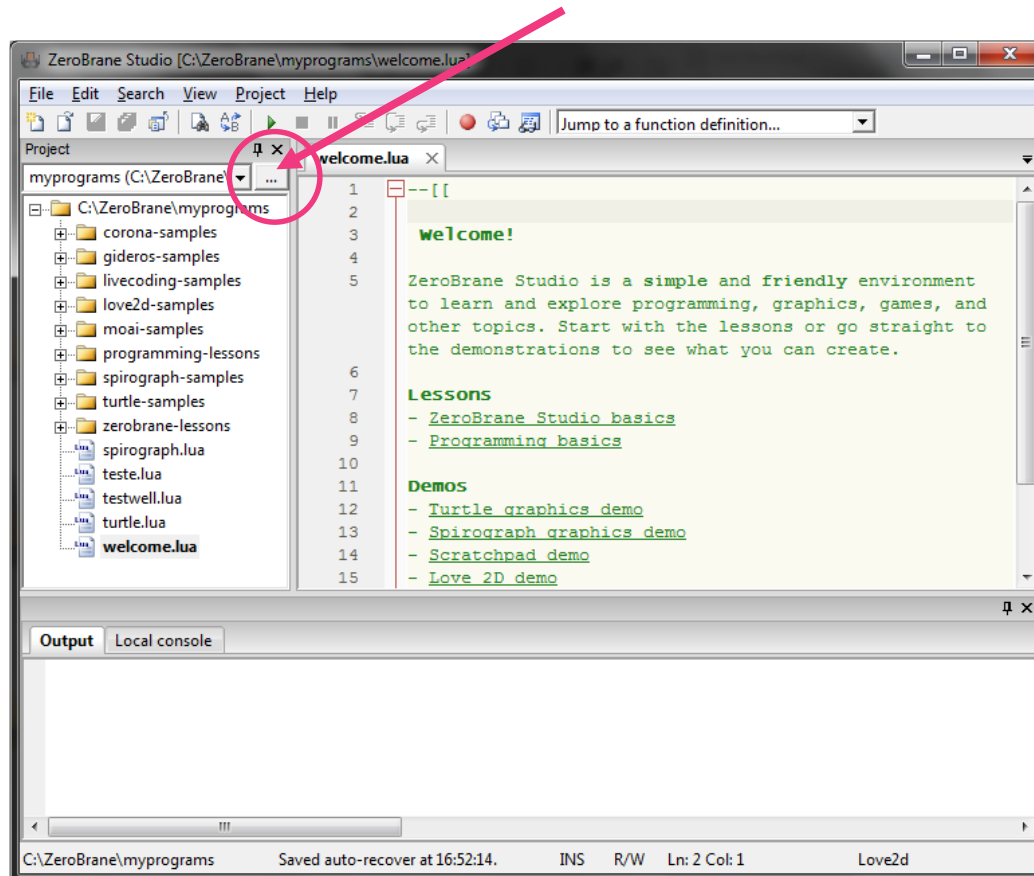 ZeroBrane Studio [C:\ZeroBrane\myprograms\welcome.lua]
File Edit Search View Project Help
Jump to a function definition...
Project
myprograms (C:\ZeroBrane\
...
C:\ZeroBrane\myprograms
corona-samples
gideros-samples
livecoding-samples
love2d-samples
moai-samples
programming-lessons
spirograph-samples
turtle-samples
zerobrane-lessons
spirograph.lua
teste.lua
testwell.lua
turtle.lua
welcome.lua
welcome.lua
1 --[[
2
3 Welcome!
4
5 ZeroBrane Studio is a simple and friendly environment
to learn and explore programming, graphics, games, and
other topics. Start with the lessons or go straight to
the demonstrations to see what you can create.
6
7 Lessons
8 - ZeroBrane Studio basics
9 - Programming basics
10
11 Demos
12 - Turtle graphics demo
13 - Spirograph graphics demo
14 - Scratchpad demo
15 - Love 2D demo
Output Local console
C:\ZeroBrane\myprograms Saved auto-recover at 16:52:14. INS R/W Ln: 2 Col: 1 Love2d